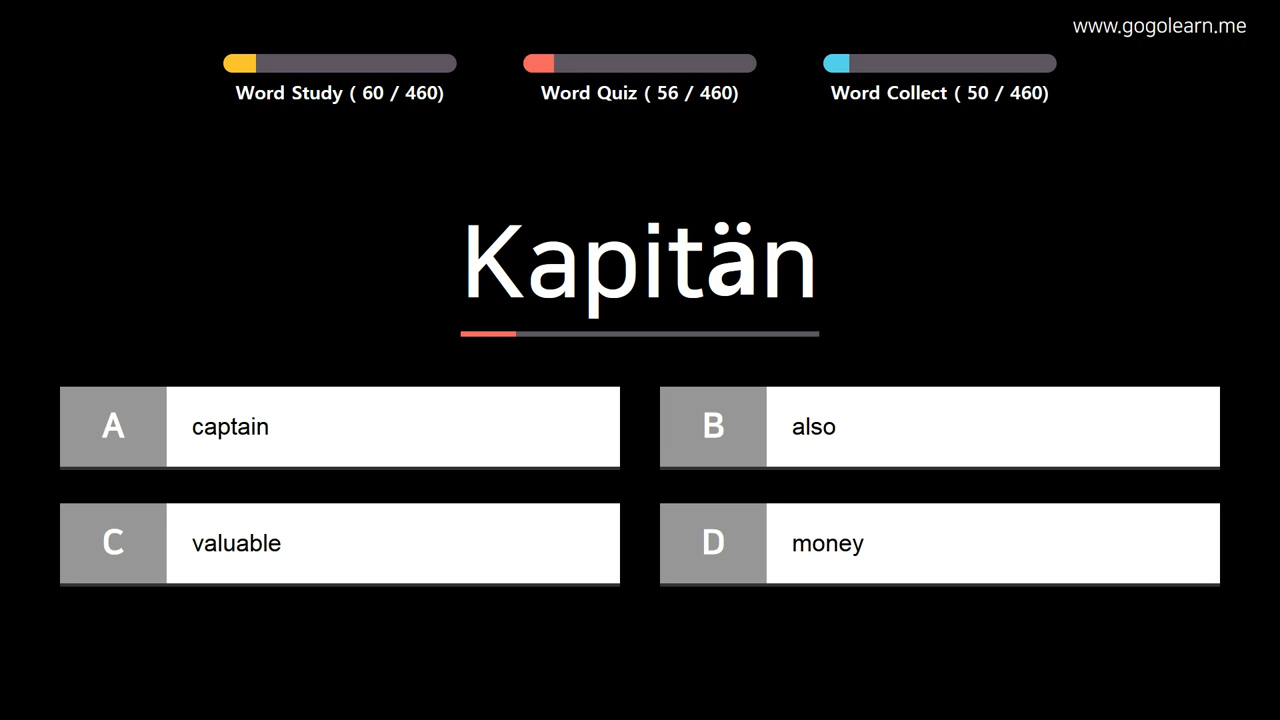 www.gogolearn.me
Word Study ( 60 / 460)
Word Quiz ( 56 / 460)
Word Collect ( 50 / 460)
Kapitän
A captain
B also
C valuable
D money